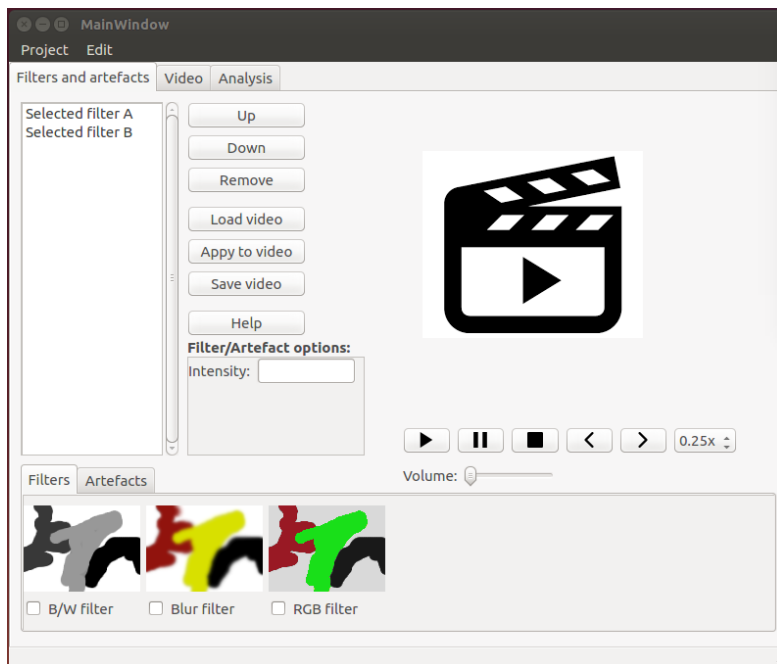 MainWindow
Project Edit
Filters and artefacts Video Analysis
Selected filter A
Selected filter B
Up
Down
Remove
Load video
Appy to video
Save video
Help
Filter/Artefact options:
Intensity:
0.25x
Volume:
Filters Artefacts
B/W filter Blur filter RGB filter